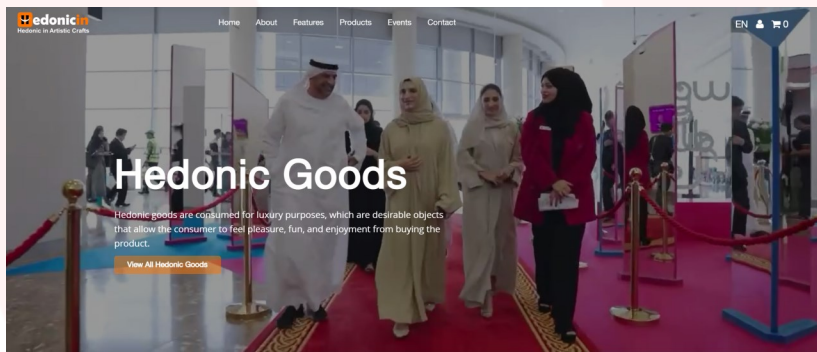 Hedonicin
Hedonic in Artistic Crafts
Home About Features Products Events Contact
EN 0
Hedonic Goods
Hedonic goods are consumed for luxury purposes, which are desirable objects
that allow the consumer to feel pleasure, fun, and enjoyment from buying the
product.
View All Hedonic Goods